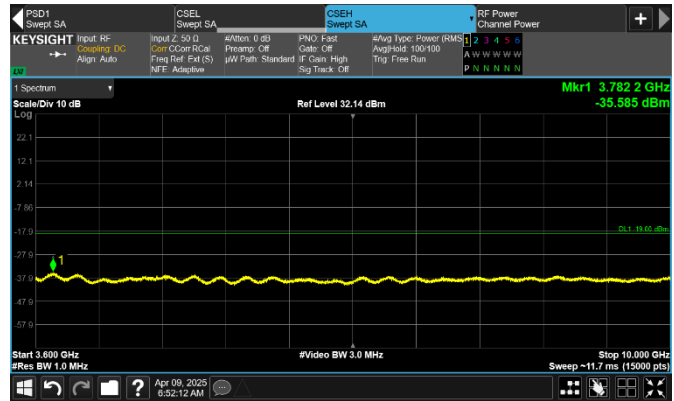 PSD1
Swept SA
CSEL
Swept SA
CSEH
Swept SA
RF Power
Channel Power
KEYSIGHT
Input: RF
Coupling: DC
Align: Auto
Input Z: 50 Ω
Corr CCorr RCal
Freq Ref: Ext (S)
NFE: Adaptive
#Atten: 0 dB
Preamp: Off
µW Path: Standard
PNO: Fast
Gate: Off
IF Gain: High
Sig Track: Off
#Avg Type: Power (RMS
Avg|Hold: 100/100
Trig: Free Run
1 2 3 4 5 6
A W W W W W
P N N N N N
1 Spectrum
Scale/Div 10 dB
Ref Level 32.14 dBm
Mkr1 3.782 2 GHz
-35.585 dBm
Log
22.1
12.1
2.14
-7.86
-17.9
DL1 -19.00 dBm
-27.9
1
-37.9
-47.9
-57.9
Start 3.600 GHz
#Video BW 3.0 MHz
Stop 10.000 GHz
#Res BW 1.0 MHz
Sweep ~11.7 ms (15000 pts)
Apr 09, 2025
6:52:12 AM